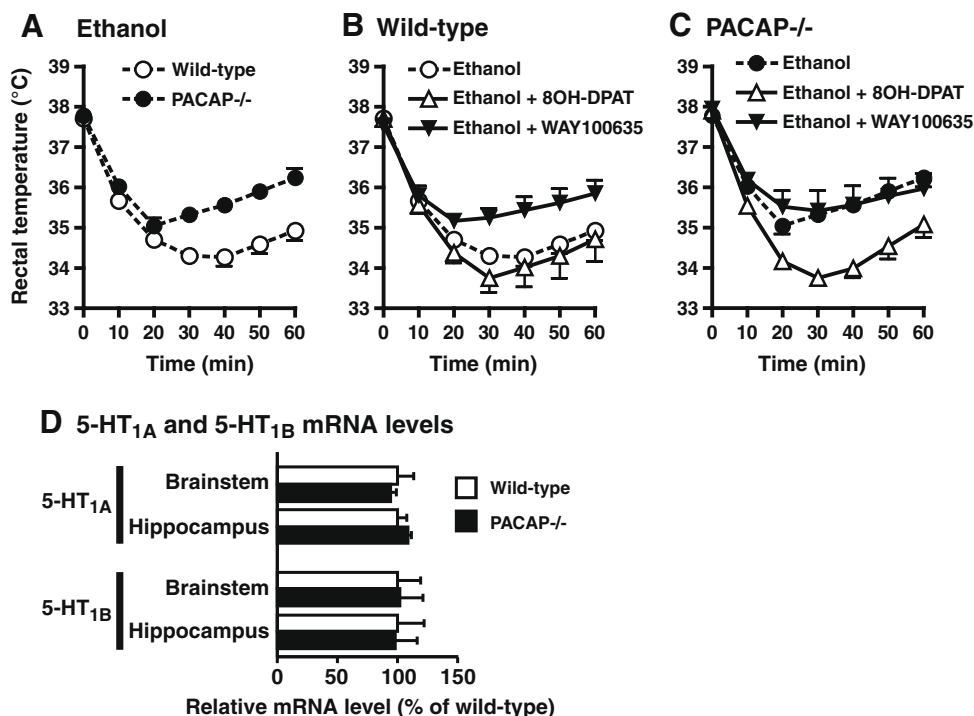 A Ethanol
Rectal temperature (°C)
39
38
37
36
35
34
33
Wild-type
PACAP-/-
0 10 20 30 40 50 60
Time (min)
B Wild-type
39
38
37
36
35
34
33
Ethanol
Ethanol + 8OH-DPAT
Ethanol + WAY100635
0 10 20 30 40 50 60
Time (min)
C PACAP-/-
39
38
37
36
35
34
33
Ethanol
Ethanol + 8OH-DPAT
Ethanol + WAY100635
0 10 20 30 40 50 60
Time (min)
D 5-HT1A and 5-HT1B mRNA levels
5-HT1A
Brainstem
Hippocampus
5-HT1B
Brainstem
Hippocampus
Wild-type
PACAP-/-
0 50 100 150
Relative mRNA level (% of wild-type)